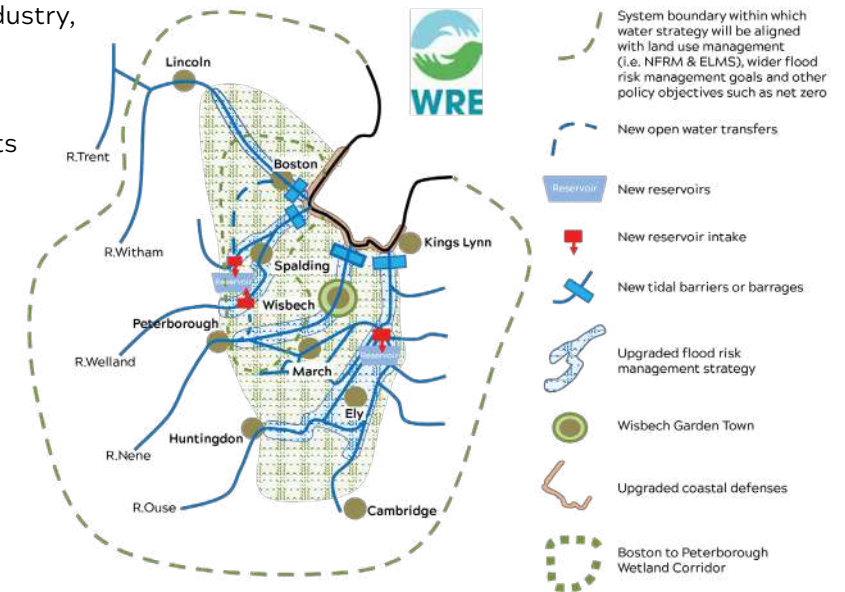 dustry,
ts
WRE
Lincoln
R.Trent
Boston
R.Witham
Kings Lynn
Spalding
Reservoir
Wisbech
Peterborough
R.Welland
Reservoir
March
Ely
Huntingdon
R.Nene
R.Ouse
Cambridge
System boundary within which
water strategy will be aligned
with land use management
(i.e. NFRM & ELMS), wider flood
risk management goals and other
policy objectives such as net zero
New open water transfers
Reservoir
New reservoirs
New reservoir intake
New tidal barriers or barrages
Upgraded flood risk
management strategy
Wisbech Garden Town
Upgraded coastal defenses
Boston to Peterborough
Wetland Corridor